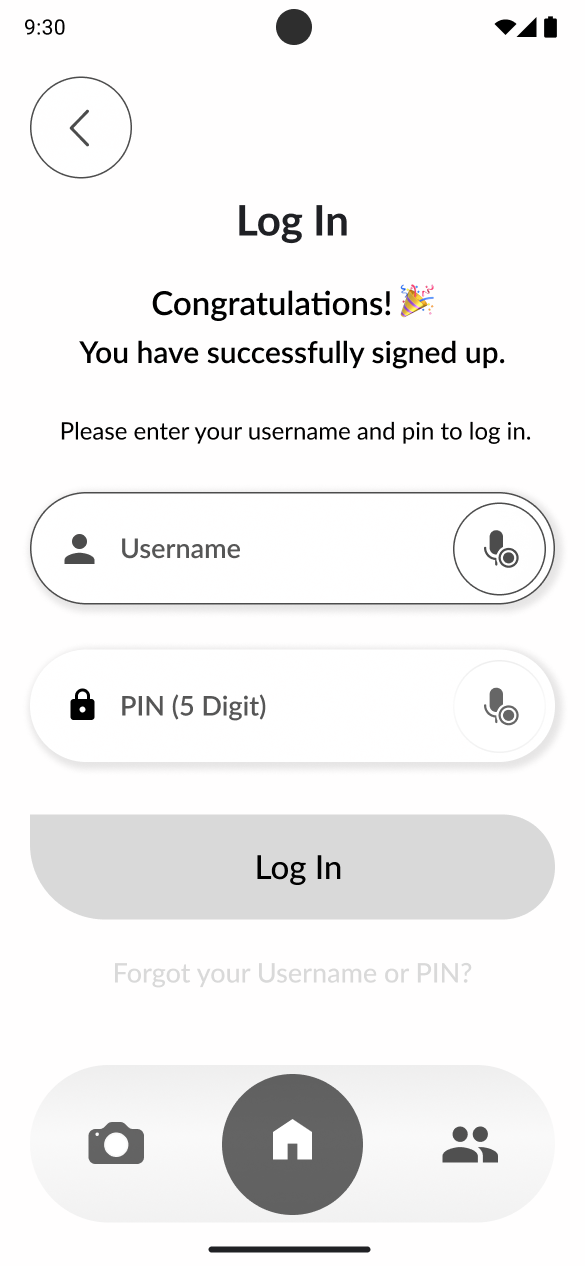 9:30
Log In
Congratulations! 🎉
You have successfully signed up.
Please enter your username and pin to log in.
Username
PIN (5 Digit)
Log In
Forgot your Username or PIN?